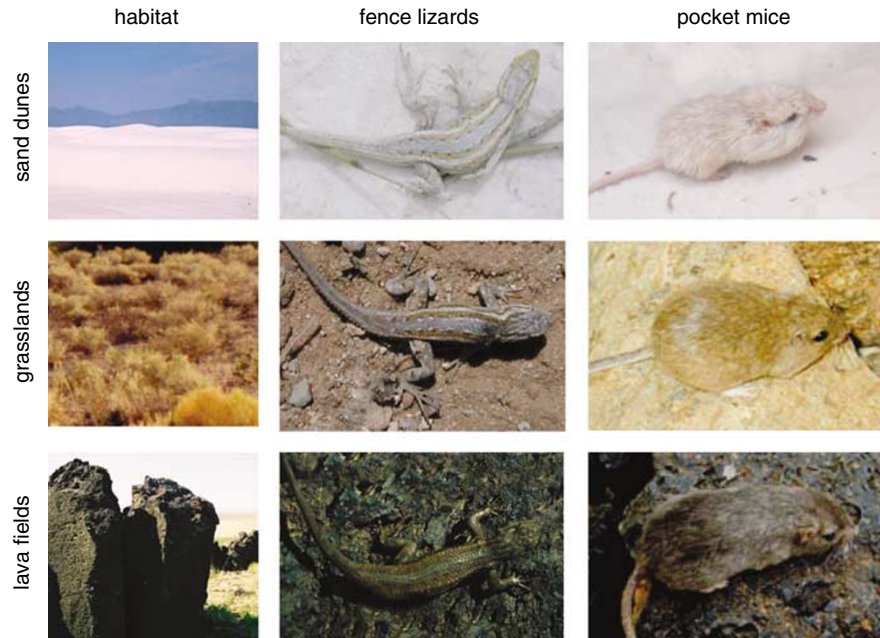 habitat
fence lizards
pocket mice
sand dunes
grasslands
lava fields